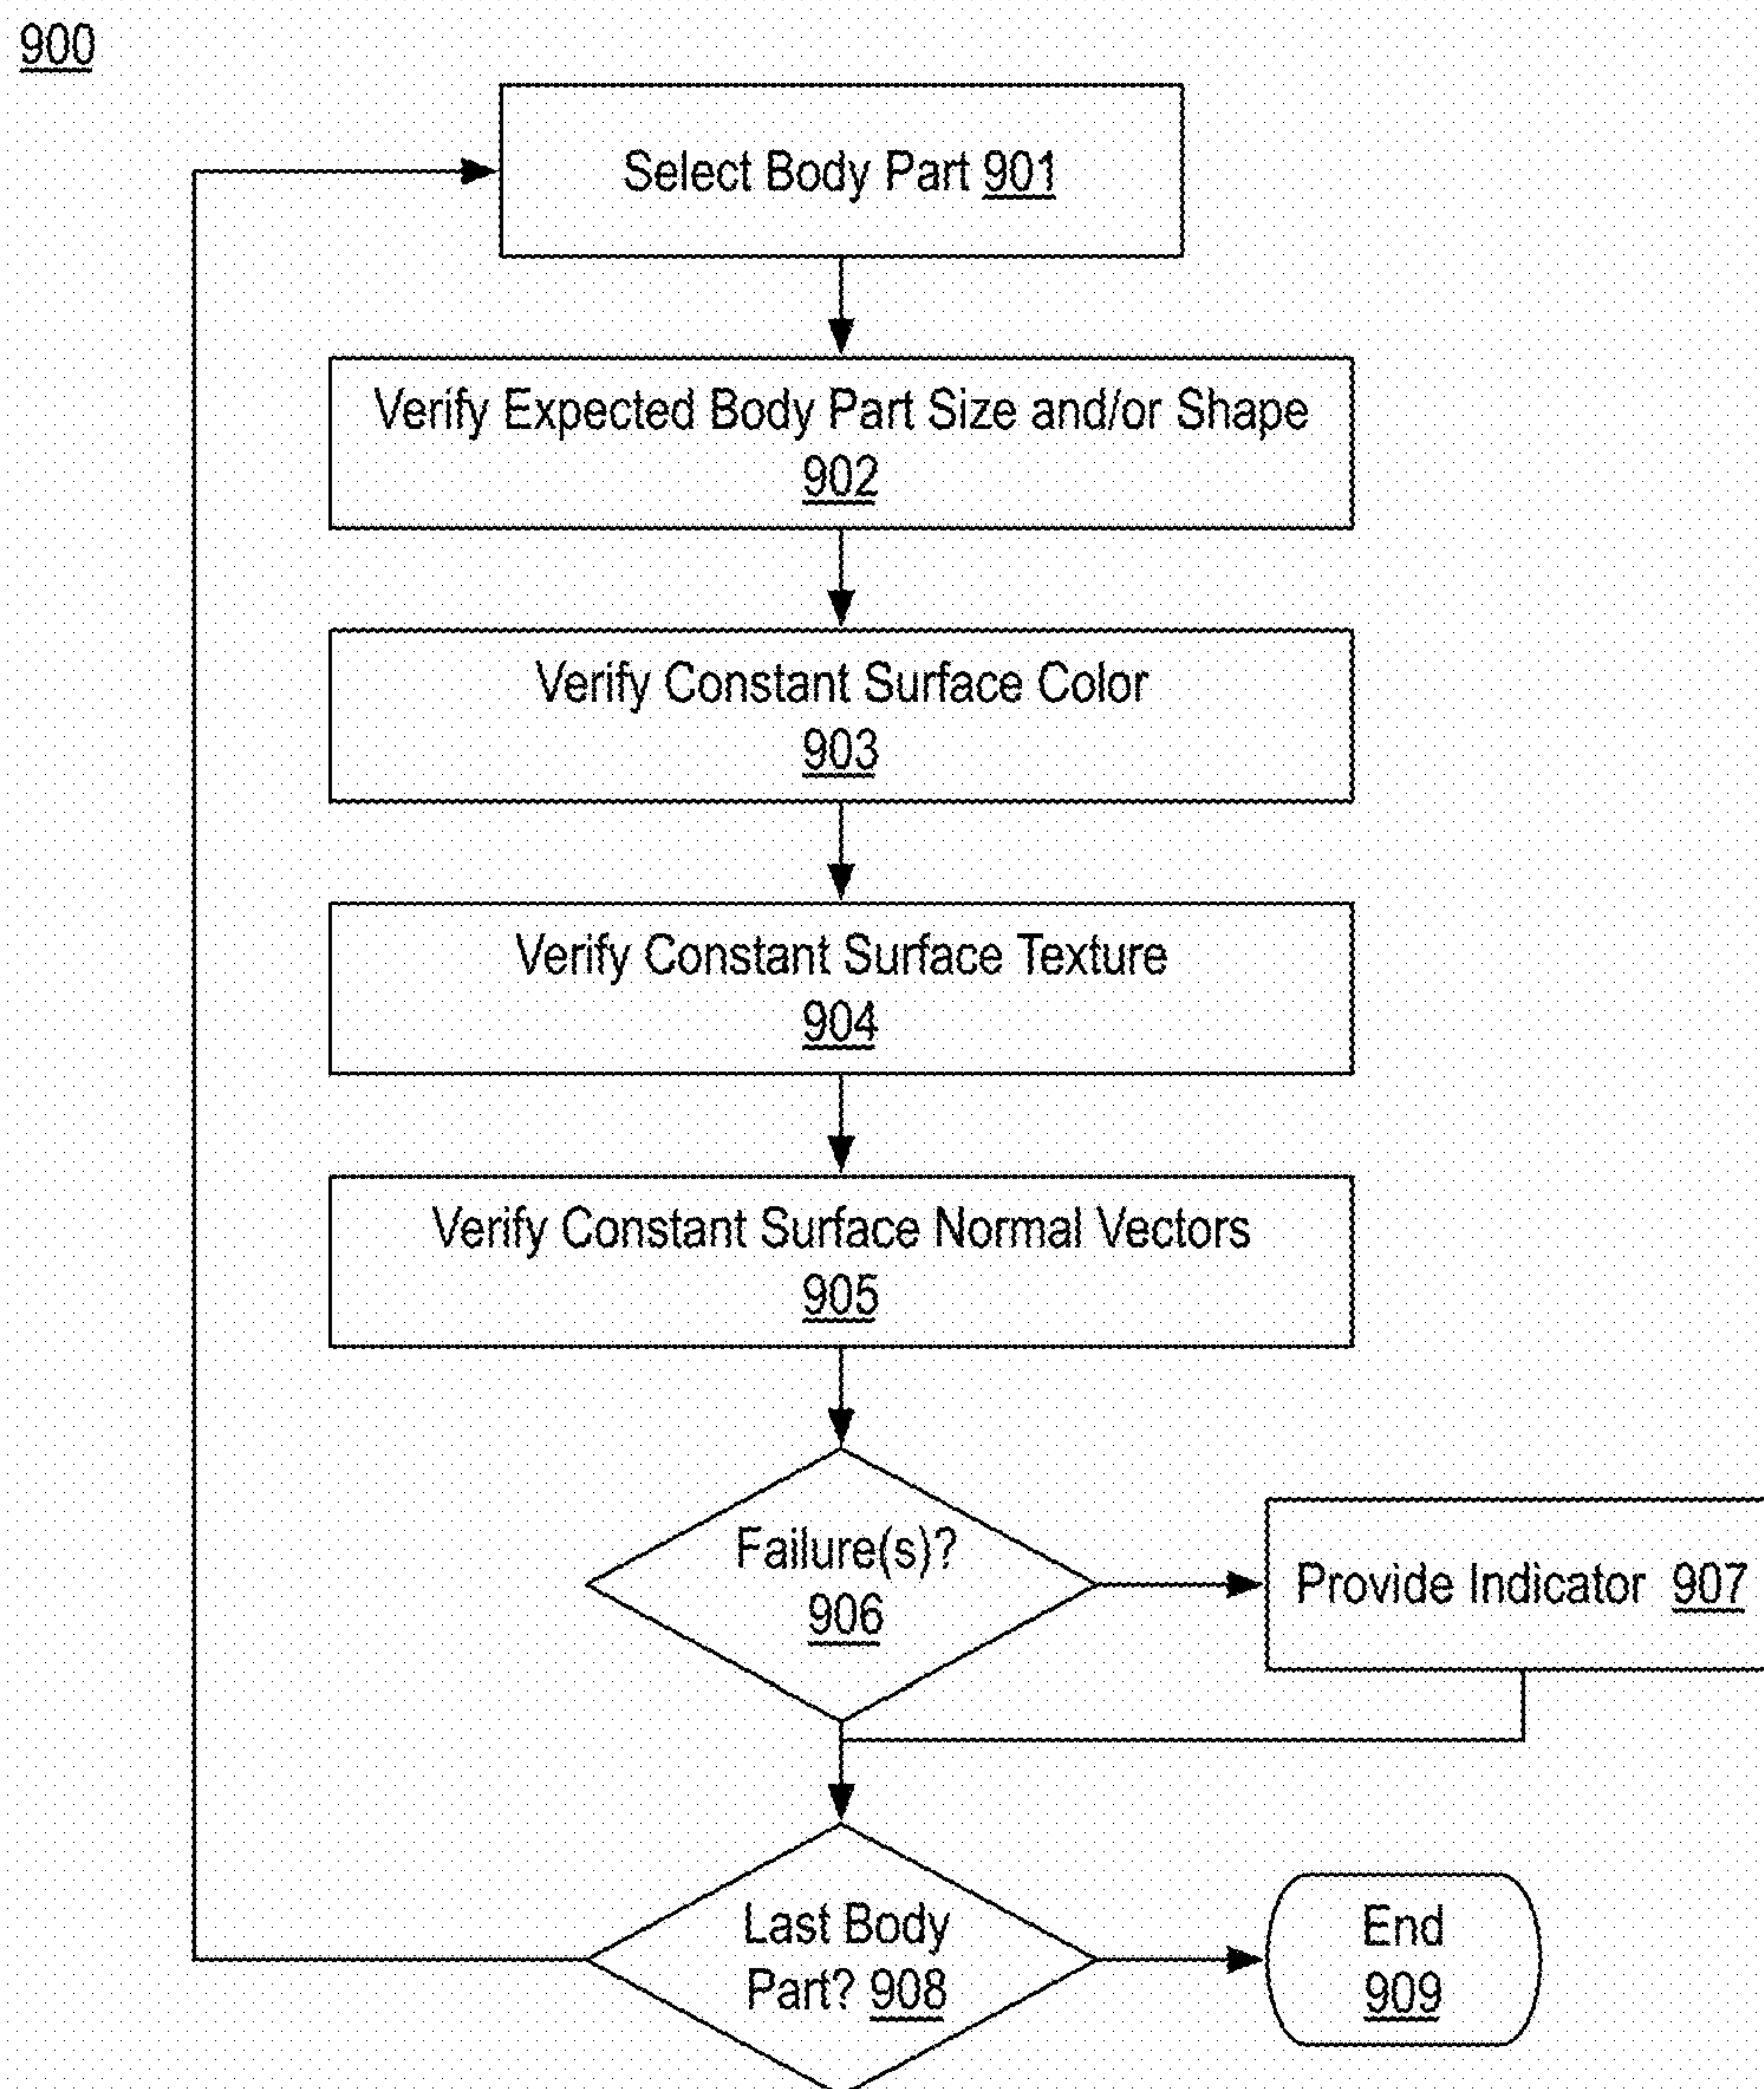 900
Select Body Part 901
Verify Expected Body Part Size and/or Shape
902
Verify Constant Surface Color
903
Verify Constant Surface Texture
904
Verify Constant Surface Normal Vectors
905
Failure(s)?
906
Provide Indicator 907
Last Body
Part? 908
End
909